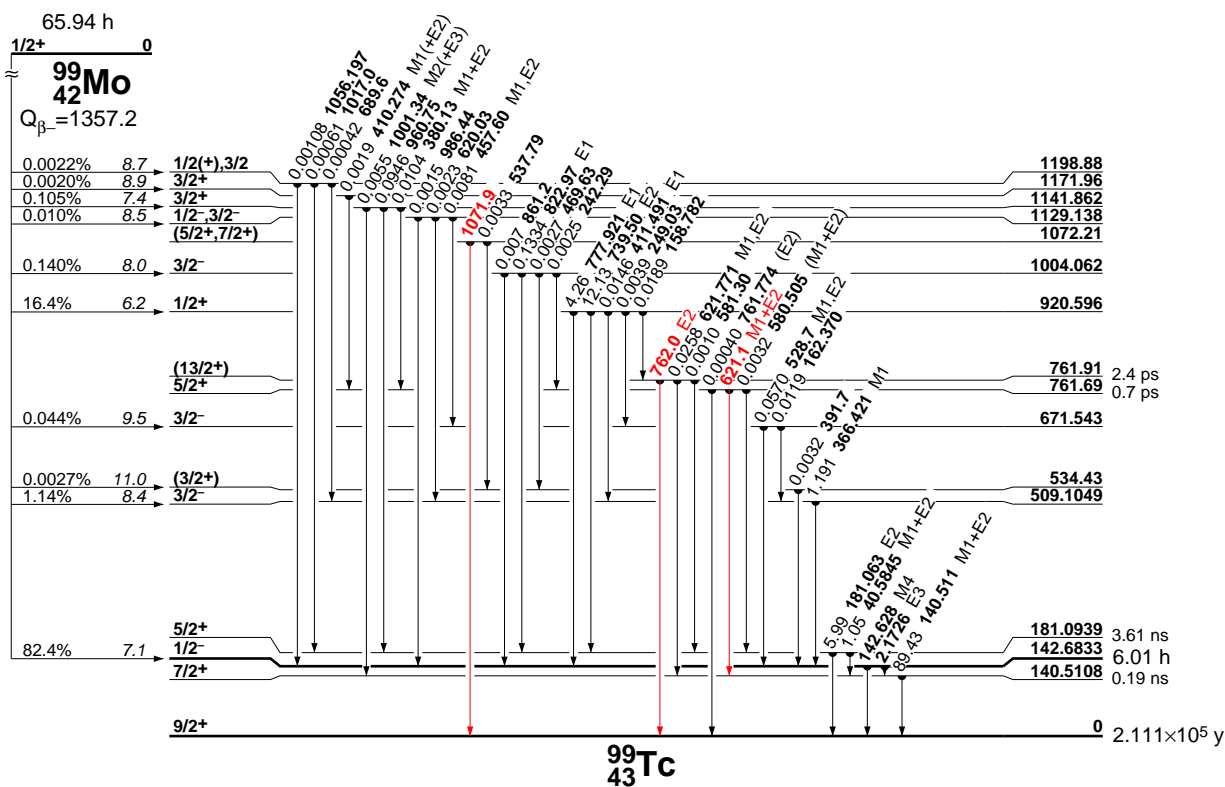 65.94 h
1/2+ 0
≈
99
42Mo
Qβ−=1357.2
0.00108 1056.197
0.00061 1017.0
0.00042 689.6
0.0019 410.274 M1(+E2)
0.0055 1001.34 M2(+E3)
0.0946 960.75
0.0104 380.13 M1+E2
0.0015 986.44
0.0023 620.03
0.0081 457.60 M1,E2
1071.9
0.0033 537.79
0.007 861.2
0.1334 822.97 E1
0.0027 469.63
0.0025 242.29
4.26 777.921 E1
12.13 739.50 E2
0.0146 411.491 E1
0.0039 249.03
0.0189 158.782
762.0 E2
0.0258 621.771 M1,E2
0.0010 581.30
0.00040 761.774 (E2)
621.1 M1+E2
0.0032 580.505 (M1+E2)
0.0570 528.7 M1,E2
0.0119 162.370
0.0032 391.7
1.191 366.421 M1
5.99 181.063 E2
1.05 40.5845 M1+E2
142.628 M4
2.1726 E3
89.43 140.511 M1+E2
0.0022% 8.7 1/2(+),3/2 1198.88
0.0020% 8.9 3/2+ 1171.96
0.105% 7.4 3/2+ 1141.862
0.010% 8.5 1/2−,3/2− 1129.138
(5/2+,7/2+) 1072.21
0.140% 8.0 3/2− 1004.062
16.4% 6.2 1/2+ 920.596
(13/2+) 761.91 2.4 ps
5/2+ 761.69 0.7 ps
0.044% 9.5 3/2− 671.543
0.0027% 11.0 (3/2+) 534.43
1.14% 8.4 3/2− 509.1049
5/2+ 181.0939 3.61 ns
82.4% 7.1 1/2− 142.6833 6.01 h
7/2+ 140.5108 0.19 ns
9/2+ 0 2.111×10⁵ y
99
43Tc